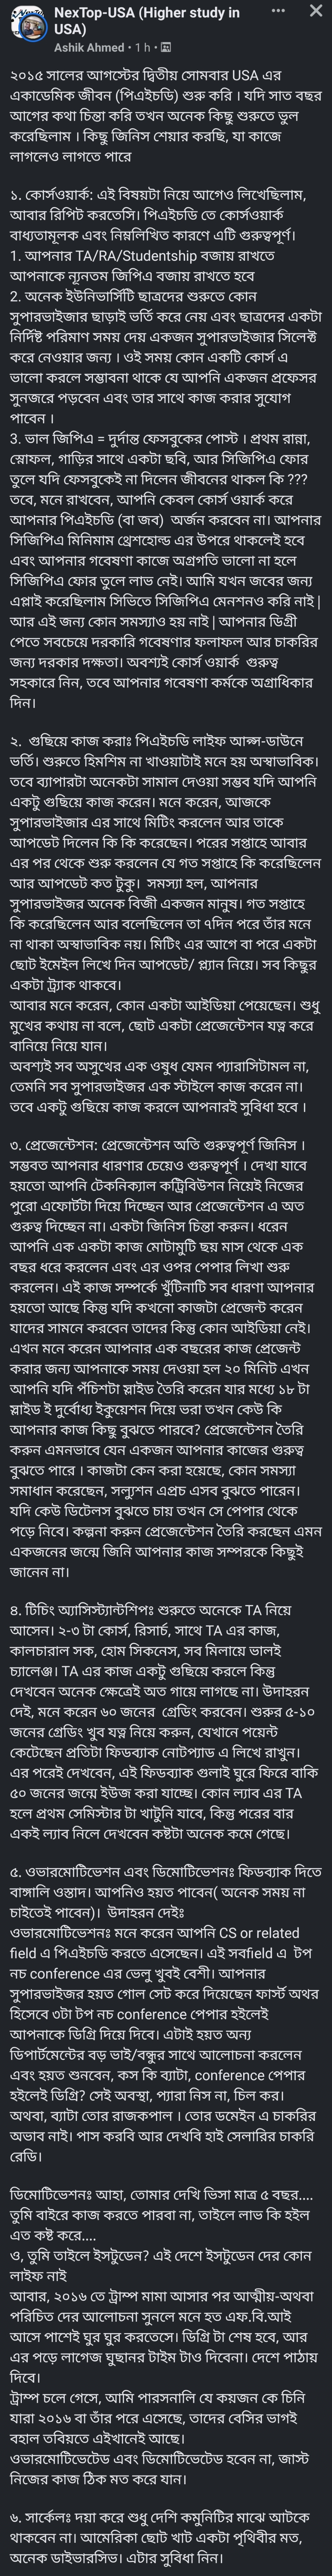 NexTop-USA (Higher study in
USA)
Ashik Ahmed • 1 h •
২০১৫ সালের আগস্টের দ্বিতীয় সোমবার USA এর
একাডেমিক জীবন (পিএইচডি) শুরু করি । যদি সাত বছর
আগের কথা চিন্তা করি তখন অনেক কিছু শুরুতে ভুল
করেছিলাম । কিছু জিনিস শেয়ার করছি, যা কাজে
লাগলেও লাগতে পারে
১. কোর্সওয়ার্ক: এই বিষয়টা নিয়ে আগেও লিখেছিলাম,
আবার রিপিট করতেসি। পিএইচডি তে কোর্সওয়ার্ক
বাধ্যতামূলক এবং নিম্নলিখিত কারণে এটি গুরুত্বপূর্ণ।
1. আপনার TA/RA/Studentship বজায় রাখতে
আপনাকে ন্যূনতম জিপিএ বজায় রাখতে হবে
2. অনেক ইউনিভার্সিটি ছাত্রদের শুরুতে কোন
সুপারভাইজার ছাড়াই ভর্তি করে নেয় এবং ছাত্রদের একটা
নির্দিষ্ট পরিমাণ সময় দেয় একজন সুপারভাইজার সিলেক্ট
করে নেওয়ার জন্য । ওই সময় কোন একটি কোর্স এ
ভালো করলে সম্ভাবনা থাকে যে আপনি একজন প্রফেসর
সুনজরে পড়বেন এবং তার সাথে কাজ করার সুযোগ
পাবেন ।
3. ভাল জিপিএ = দুর্দান্ত ফেসবুকের পোস্ট । প্রথম রান্না,
স্নোফল, গাড়ির সাথে একটা ছবি, আর সিজিপিএ ফোর
তুলে যদি ফেসবুকেই না দিলেন জীবনের থাকল কি ???
তবে, মনে রাখবেন, আপনি কেবল কোর্স ওয়ার্ক করে
আপনার পিএইচডি (বা জব) অর্জন করবেন না। আপনার
সিজিপিএ মিনিমাম থ্রেশহোল্ড এর উপরে থাকলেই হবে
এবং আপনার গবেষণা কাজে অগ্রগতি ভালো না হলে
সিজিপিএ ফোর তুলে লাভ নেই। আমি যখন জবের জন্য
এপ্লাই করেছিলাম সিভিতে সিজিপিএ মেনশনও করি নাই|
আর এই জন্য কোন সমস্যাও হয় নাই | আপনার ডিগ্রী
পেতে সবচেয়ে দরকারি গবেষণার ফলাফল আর চাকরির
জন্য দরকার দক্ষতা। অবশ্যই কোর্স ওয়ার্ক গুরুত্ব
সহকারে নিন, তবে আপনার গবেষণা কর্মকে অগ্রাধিকার
দিন।
২. গুছিয়ে কাজ করাঃ পিএইচডি লাইফ আপ্স-ডাউনে
ভর্তি। শুরুতে হিমশিম না খাওয়াটাই মনে হয় অস্বাভাবিক।
তবে ব্যাপারটা অনেকটা সামাল দেওয়া সম্ভব যদি আপনি
একটু গুছিয়ে কাজ করেন। মনে করেন, আজকে
সুপারভাইজার এর সাথে মিটিং করলেন আর তাকে
আপডেট দিলেন কি কি করেছেন। পরের সপ্তাহে আবার
এর পর থেকে শুরু করলেন যে গত সপ্তাহে কি করেছিলেন
আর আপডেট কত টুকু। সমস্যা হল, আপনার
সুপারভাইজর অনেক বিজী একজন মানুষ। গত সপ্তাহে
কি করেছিলেন আর বলেছিলেন তা ৭দিন পরে তাঁর মনে
না থাকা অস্বাভাবিক নয়। মিটিং এর আগে বা পরে একটা
ছোট ইমেইল লিখে দিন আপডেট/ প্ল্যান নিয়ে। সব কিছুর
একটা ট্র্যাক থাকবে।
আবার মনে করেন, কোন একটা আইডিয়া পেয়েছেন। শুধু
মুখের কথায় না বলে, ছোট একটা প্রেজেন্টেশন যত্ন করে
বানিয়ে নিয়ে যান।
অবশ্যই সব অসুখের এক ওষুধ যেমন প্যারাসিটামল না,
তেমনি সব সুপারভাইজর এক স্টাইলে কাজ করেন না।
তবে একটু গুছিয়ে কাজ করলে আপনারই সুবিধা হবে ।
৩. প্রেজেন্টেশন: প্রেজেন্টেশন অতি গুরুত্বপূর্ণ জিনিস ।
সম্ভবত আপনার ধারণার চেয়েও গুরুত্বপূর্ণ । দেখা যাবে
হয়তো আপনি টেকনিক্যাল কন্ট্রিবিউশন নিয়েই নিজের
পুরো এফোর্টটা দিয়ে দিচ্ছেন আর প্রেজেন্টেশন এ অত
গুরুত্ব দিচ্ছেন না। একটা জিনিস চিন্তা করুন। ধরেন
আপনি এক একটা কাজ মোটামুটি ছয় মাস থেকে এক
বছর ধরে করলেন এবং এর ওপর পেপার লিখা শুরু
করলেন। এই কাজ সম্পর্কে খুঁটিনাটি সব ধারণা আপনার
হয়তো আছে কিন্তু যদি কখনো কাজটা প্রেজেন্ট করেন
যাদের সামনে করবেন তাদের কিন্তু কোন আইডিয়া নেই।
এখন মনে করেন আপনার এক বছরের কাজ প্রেজেন্ট
করার জন্য আপনাকে সময় দেওয়া হল ২০ মিনিট এখন
আপনি যদি পঁচিশটা স্লাইড তৈরি করেন যার মধ্যে ১৮ টা
স্লাইড ই দুর্বোধ্য ইকুয়েশন দিয়ে ভরা তখন কেউ কি
আপনার কাজ কিছু বুঝতে পারবে? প্রেজেন্টেশন তৈরি
করুন এমনভাবে যেন একজন আপনার কাজের গুরুত্ব
বুঝতে পারে । কাজটা কেন করা হয়েছে, কোন সমস্যা
সমাধান করেছেন, সল্যুশন এপ্রচ এসব বুঝতে পারেন।
যদি কেউ ডিটেলস বুঝতে চায় তখন সে পেপার থেকে
পড়ে নিবে। কল্পনা করুন প্রেজেন্টেশন তৈরি করছেন এমন
একজনের জন্মে জিনি আপনার কাজ সম্পরকে কিছুই
জানেন না।
৪. টিচিং অ্যাসিস্ট্যান্টশিপঃ শুরুতে অনেকে TA নিয়ে
আসেন। ২-৩ টা কোর্স, রিসার্চ, সাথে TA এর কাজ,
কালচারাল সক, হোম সিকনেস, সব মিলায়ে ভালই
চ্যালেঞ্জ। TA এর কাজ একটু গুছিয়ে করলে কিন্তু
দেখবেন অনেক ক্ষেত্রেই অত গায়ে লাগছে না। উদাহরন
দেই, মনে করেন ৬০ জনের গ্রেডিং করবেন। শুরুর ৫-১০
জনের গ্রেডিং খুব যত্ন নিয়ে করুন, যেখানে পয়েন্ট
কেটেছেন প্রতিটা ফিডব্যাক নোটপ্যাড এ লিখে রাখুন।
এর পরেই দেখবেন, এই ফিডব্যাক গুলাই ঘুরে ফিরে বাকি
৫০ জনের জন্মে ইউজ করা যাচ্ছে। কোন ল্যাব এর TA
হলে প্রথম সেমিস্টার টা খাটুনি যাবে, কিন্তু পরের বার
একই ল্যাব নিলে দেখবেন কষ্টটা অনেক কমে গেছে।
৫. ওভারমোটিভেশন এবং ডিমোটিভেশনঃ ফিডব্যাক দিতে
বাঙ্গালি ওস্তাদ। আপনিও হয়ত পাবেন( অনেক সময় না
চাইতেই পাবেন)। উদাহরন দেইঃ
ওভারমোটিভেশনঃ মনে করেন আপনি CS or related
field এ পিএইচডি করতে এসেছেন। এই সবfield এ টপ
নচ conference এর ভেলু খুবই বেশী। আপনার
সুপারভাইজর হয়ত গোল সেট করে দিয়েছেন ফার্স্ট অথর
হিসেবে ৩টা টপ নচ conference পেপার হইলেই
আপনাকে ডিগ্রি দিয়ে দিবে। এটাই হয়ত অন্য
ডিপার্টমেন্টের বড় ভাই/বন্ধুর সাথে আলোচনা করলেন
এবং হয়ত শুনবেন, কস কি ব্যাটা, conference পেপার
হইলেই ডিগ্রি? সেই অবস্থা, প্যারা নিস না, চিল কর।
অথবা, ব্যাটা তোর রাজকপাল । তোর ডমেইন এ চাকরির
অভাব নাই। পাস করবি আর দেখবি হাই সেলারির চাকরি
রেডি।
ডিমোটিভেশনঃ আহা, তোমার দেখি ভিসা মাত্র ৫ বছর....
তুমি বাইরে কাজ করতে পারবা না, তাইলে লাভ কি হইল
এত কষ্ট করে....
ও, তুমি তাইলে ইসটুডেন? এই দেশে ইসটুডেন দের কোন
লাইফ নাই
আবার, ২০১৬ তে ট্রাম্প মামা আসার পর আত্মীয়-অথবা
পরিচিত দের আলোচনা সুনলে মনে হত এফ.বি.আই
আসে পাশেই ঘুর ঘুর করতেসে। ডিগ্রি টা শেষ হবে, আর
এর পড়ে লাগেজ ঘুছানর টাইম টাও দিবেনা। দেশে পাঠায়
দিবে।
ট্রাম্প চলে গেসে, আমি পারসনালি যে কয়জন কে চিনি
যারা ২০১৬ বা তাঁর পরে এসেছে, তাদের বেসির ভাগই
বহাল তবিয়তে এইখানেই আছে।
ওভারমোটিভেটেড এবং ডিমোটিভেটেড হবেন না, জাস্ট
নিজের কাজ ঠিক মত করে যান।
৬. সার্কেলঃ দয়া করে শুধু দেশি কমুনিটির মাঝে আটকে
থাকবেন না। আমেরিকা ছোট খাট একটা পৃথিবীর মত,
অনেক ডাইভারসিভ। এটার সুবিধা নিন।